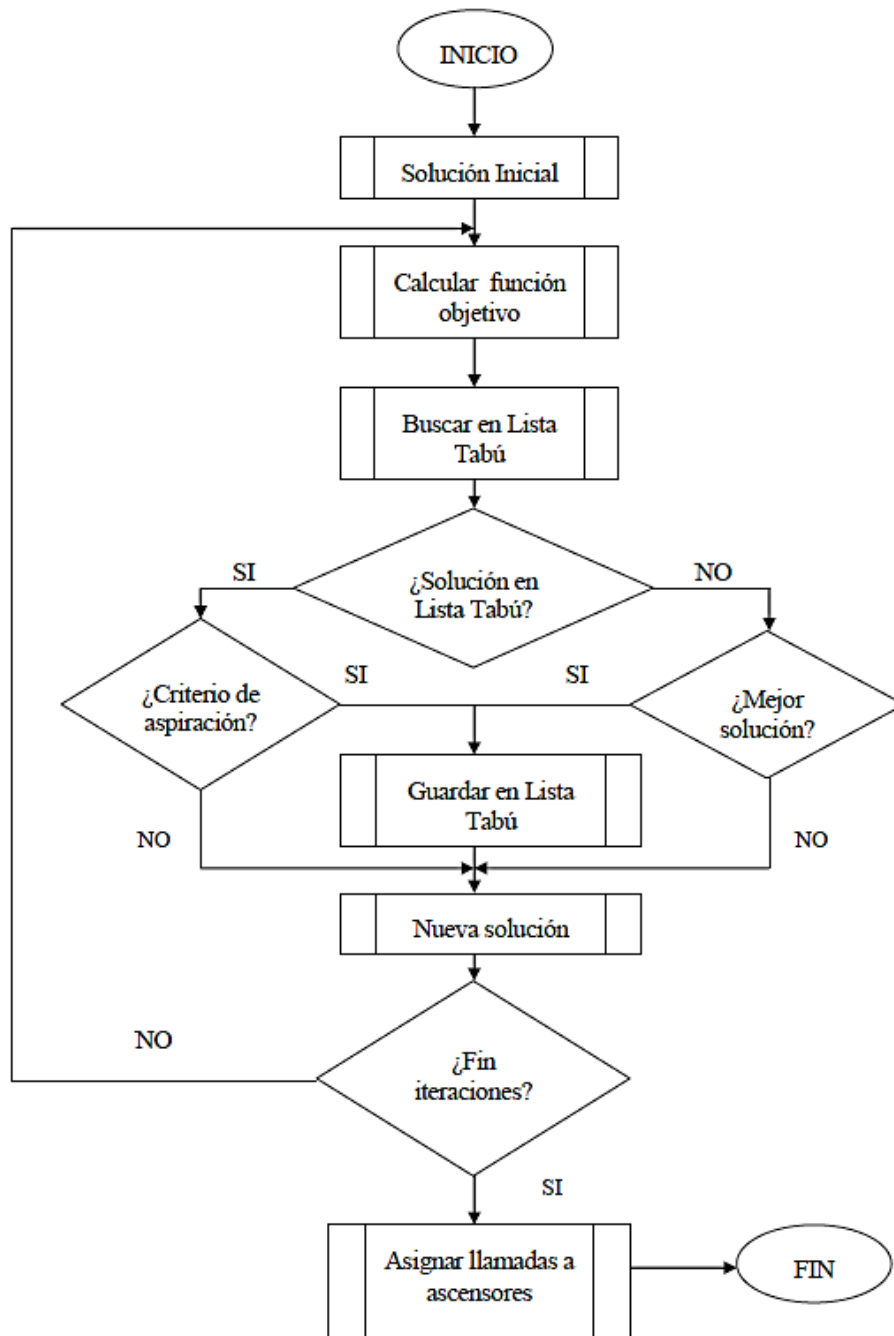 INICIO
Solución Inicial
Calcular función
objetivo
Buscar en Lista
Tabú
¿Solución en
Lista Tabú?
SI
NO
¿Criterio de
aspiración?
SI
SI
¿Mejor
solución?
Guardar en Lista
Tabú
NO
NO
Nueva solución
¿Fin
iteraciones?
NO
SI
Asignar llamadas a
ascensores
FIN